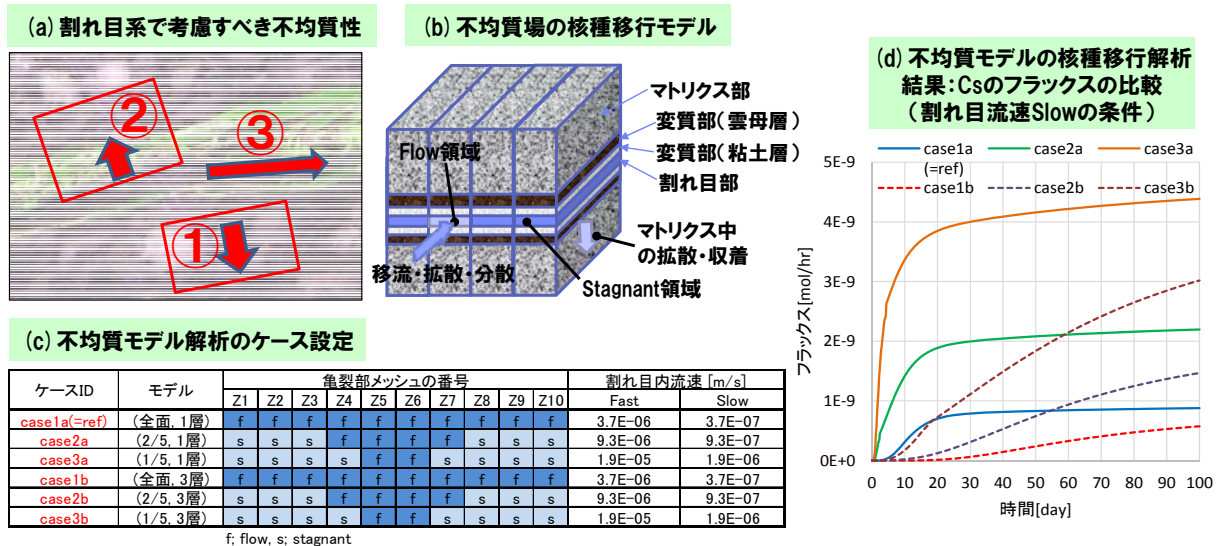 (a) 割れ目系で考慮すべき不均質性
②
③
①
(b) 不均質場の核種移行モデル
Flow領域
移流・拡散・分散
マトリクス部
変質部(雲母層)
変質部(粘土層)
割れ目部
マトリクス中
の拡散・収着
Stagnant領域
(c) 不均質モデル解析のケース設定
ケースID モデル 亀裂部メッシュの番号 割れ目内流速 [m/s]
Z1 Z2 Z3 Z4 Z5 Z6 Z7 Z8 Z9 Z10 Fast Slow
case1a(=ref) (全面, 1層) f f f f f f f f f f 3.7E-06 3.7E-07
case2a (2/5, 1層) s s s f f f f s s s 9.3E-06 9.3E-07
case3a (1/5, 1層) s s s s f f s s s s 1.9E-05 1.9E-06
case1b (全面, 3層) f f f f f f f f f f 3.7E-06 3.7E-07
case2b (2/5, 3層) s s s f f f f s s s 9.3E-06 9.3E-07
case3b (1/5, 3層) s s s s f f s s s s 1.9E-05 1.9E-06
f; flow, s; stagnant
(d) 不均質モデルの核種移行解析
結果:Csのフラックスの比較
(割れ目流速Slowの条件)
case1a case2a case3a
(=ref)
case1b case2b case3b
フラックス[mol/hr]
5E-9
4E-9
3E-9
2E-9
1E-9
0E+0
0 10 20 30 40 50 60 70 80 90 100
時間[day]